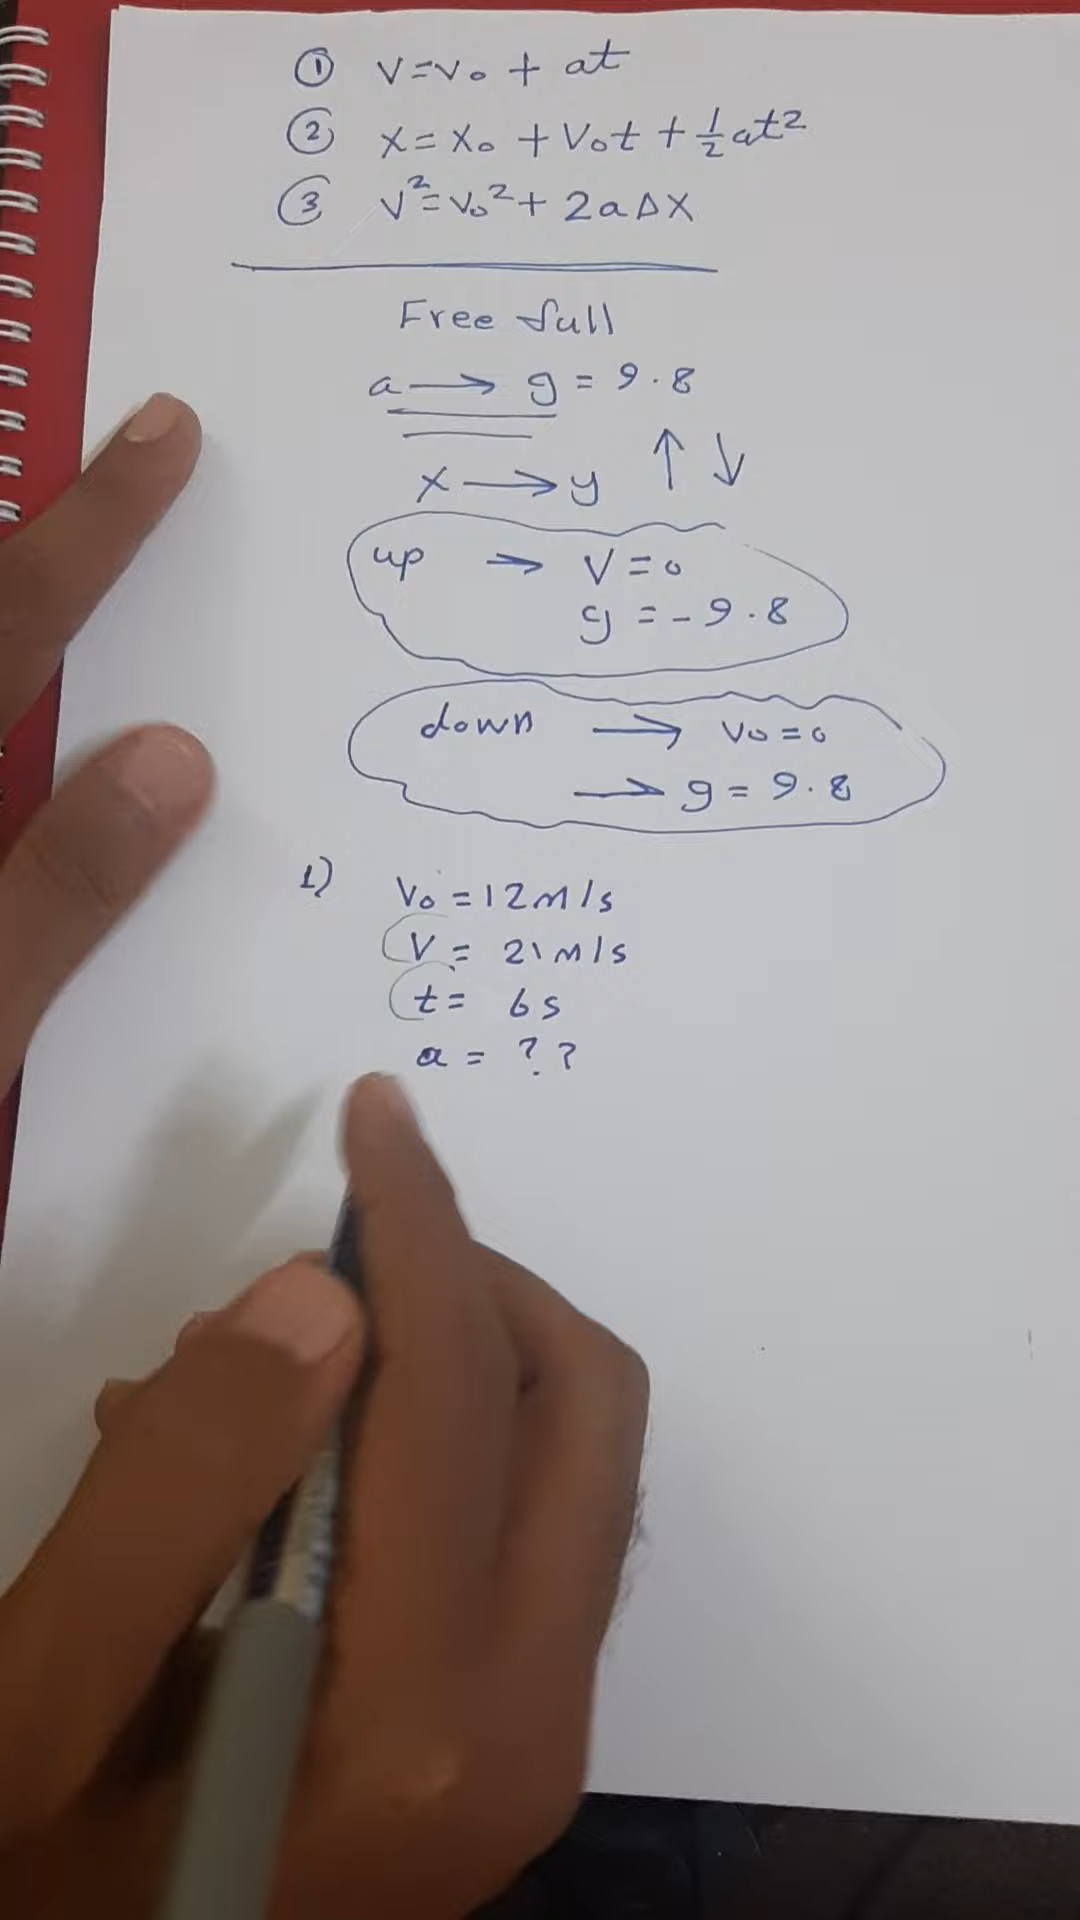 ① v=v₀ + at
② x=x₀ + v₀t + ½at²
③ v²=v₀²+ 2aΔx
Free full
a → g = 9.8
x → y ↑ ↓
up → v=0
g = -9.8
down → v₀=0
→ g = 9.8
1) v₀ = 12m/s
v = 21m/s
t = 6s
a = ??